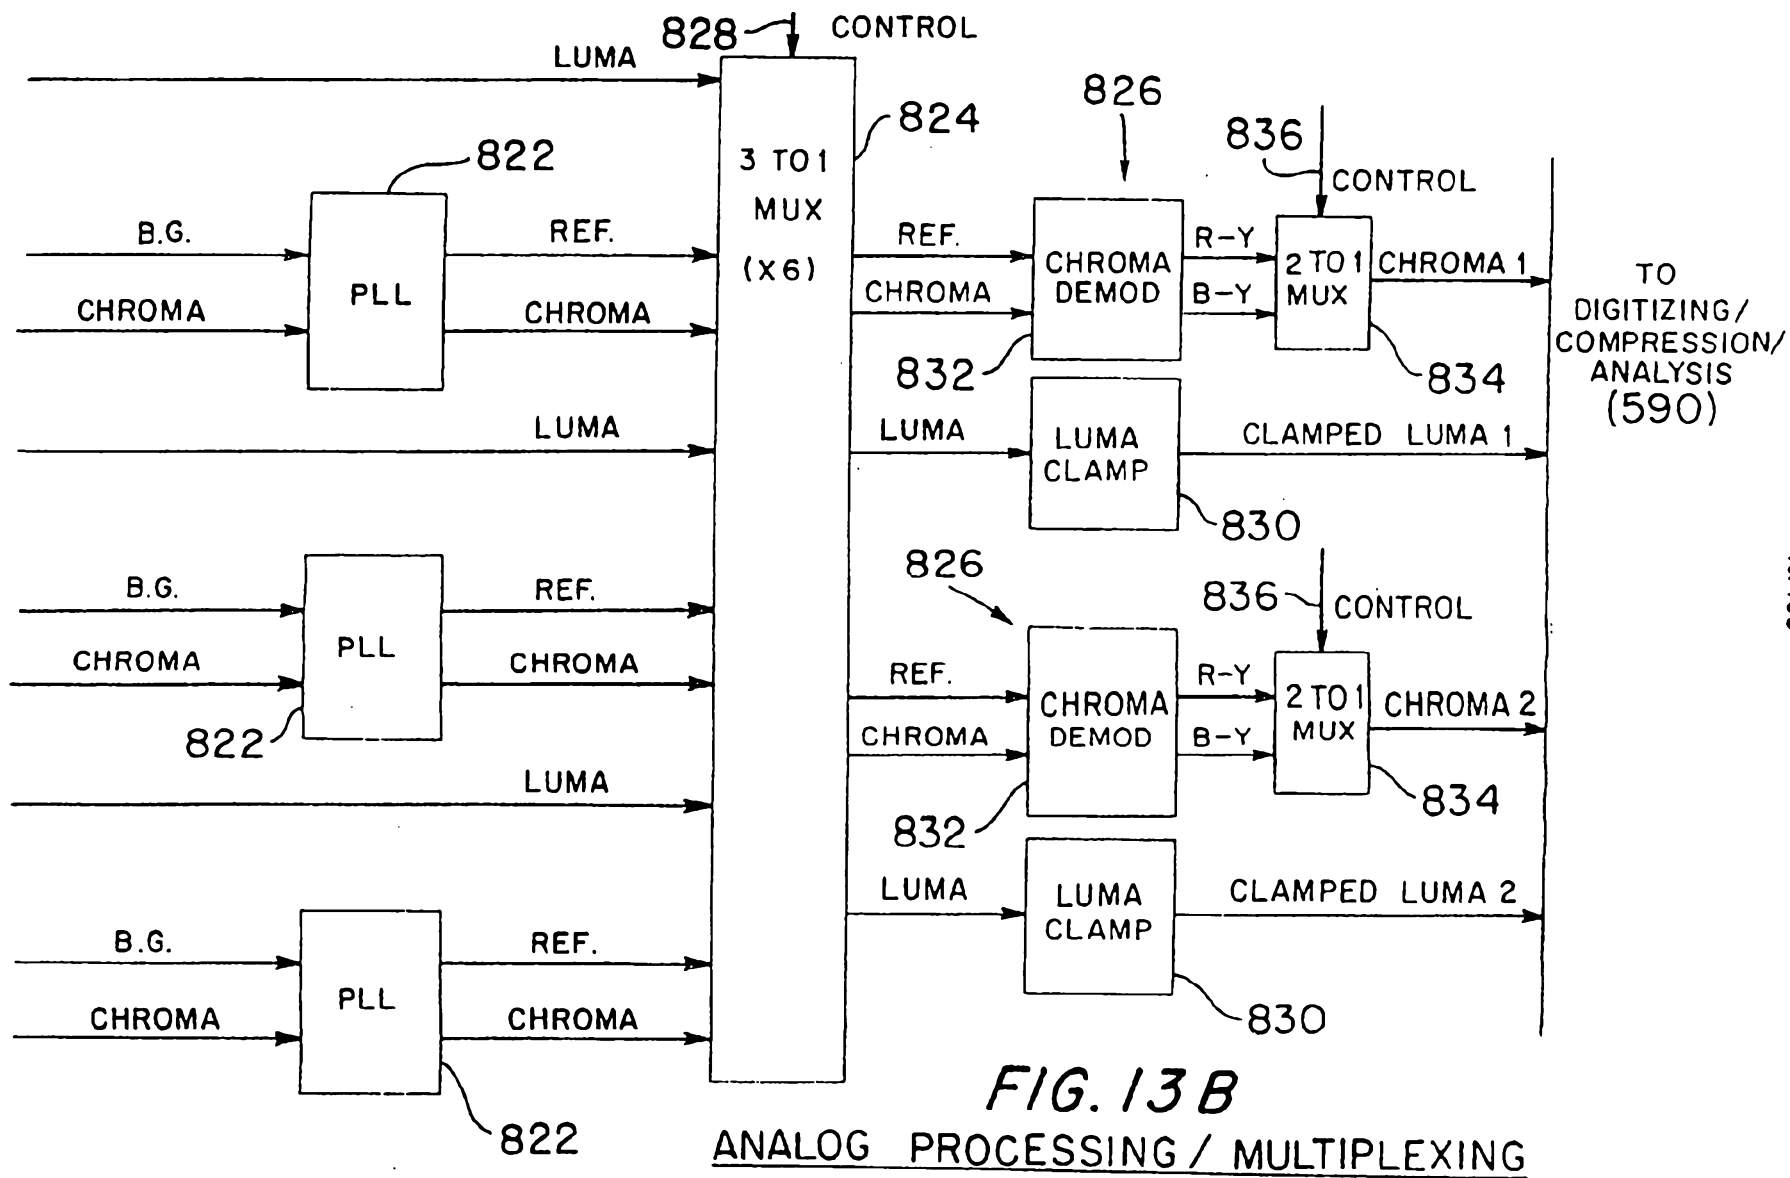 828 CONTROL
LUMA
826
824
836
822
3 TO 1
MUX
(X6)
CONTROL
B.G.
REF.
REF.
R-Y
PLL
CHROMA
DEMOD
2 TO 1
MUX
CHROMA 1
TO
DIGITIZING/
COMPRESSION/
ANALYSIS
(590)
CHROMA
CHROMA
CHROMA
B-Y
832
834
LUMA
LUMA
LUMA
CLAMP
CLAMPED LUMA 1
830
826
836
CONTROL
B.G.
REF.
PLL
CHROMA
CHROMA
822
REF.
CHROMA
DEMOD
R-Y
2 TO 1
MUX
CHROMA 2
CHROMA
B-Y
832
834
LUMA
LUMA
LUMA
CLAMP
CLAMPED LUMA 2
830
B.G.
REF.
PLL
CHROMA
CHROMA
822
FIG. 13B
ANALOG PROCESSING / MULTIPLEXING